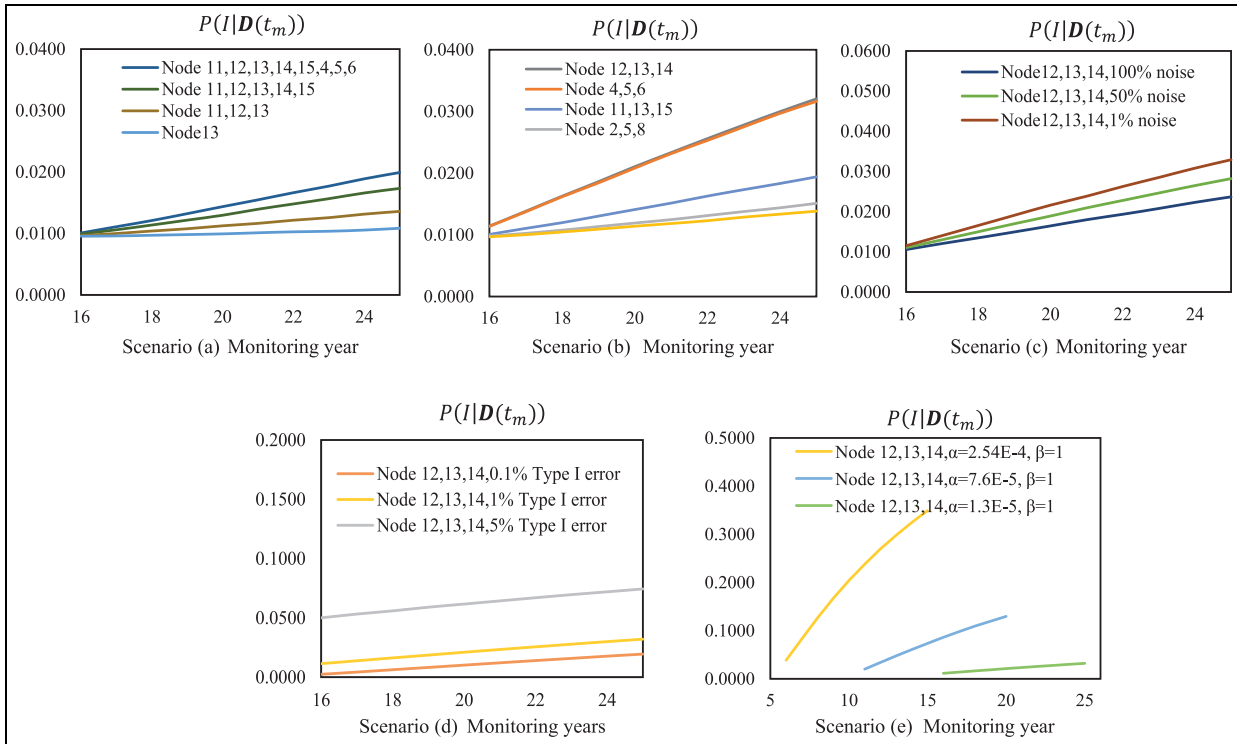 P(I|D(t_m))
0.0400
0.0300
0.0200
0.0100
0.0000
Node 11,12,13,14,15,4,5,6
Node 11,12,13,14,15
Node 11,12,13
Node13
16 18 20 22 24
Scenario (a) Monitoring year
P(I|D(t_m))
0.0400
0.0300
0.0200
0.0100
0.0000
Node 12,13,14
Node 4,5,6
Node 11,13,15
Node 2,5,8
16 18 20 22 24
Scenario (b) Monitoring year
P(I|D(t_m))
0.0600
0.0500
0.0400
0.0300
0.0200
0.0100
0.0000
Node12,13,14,100% noise
Node12,13,14,50% noise
Node12,13,14,1% noise
16 18 20 22 24
Scenario (c) Monitoring year
P(I|D(t_m))
0.2000
0.1500
0.1000
0.0500
0.0000
Node 12,13,14,0.1% Type I error
Node 12,13,14,1% Type I error
Node 12,13,14,5% Type I error
16 18 20 22 24
Scenario (d) Monitoring years
P(I|D(t_m))
0.5000
0.4000
0.3000
0.2000
0.1000
0.0000
Node 12,13,14,α=2.54E-4, β=1
Node 12,13,14,α=7.6E-5, β=1
Node 12,13,14,α=1.3E-5, β=1
5 10 15 20 25
Scenario (e) Monitoring year